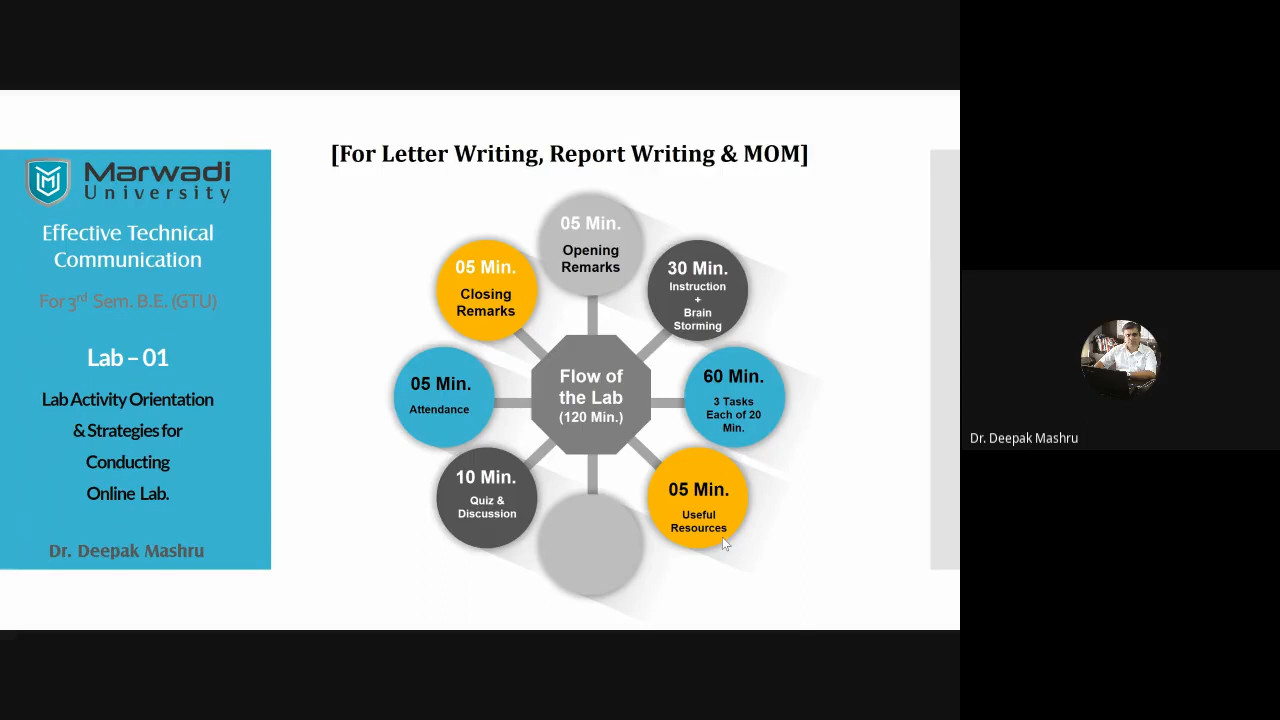 [For Letter Writing, Report Writing & MOM]
Marwadi
University
Effective Technical
Communication
For 3rd Sem. B.E. (GTU)
Lab – 01
Lab Activity Orientation
& Strategies for
Conducting
Online Lab.
Dr. Deepak Mashru
05 Min.
Opening
Remarks
30 Min.
Instruction
+
Brain
Storming
60 Min.
3 Tasks
Each of 20
Min.
05 Min.
Useful
Resources
10 Min.
Quiz &
Discussion
05 Min.
Attendance
05 Min.
Closing
Remarks
Flow of
the Lab
(120 Min.)
Dr. Deepak Mashru